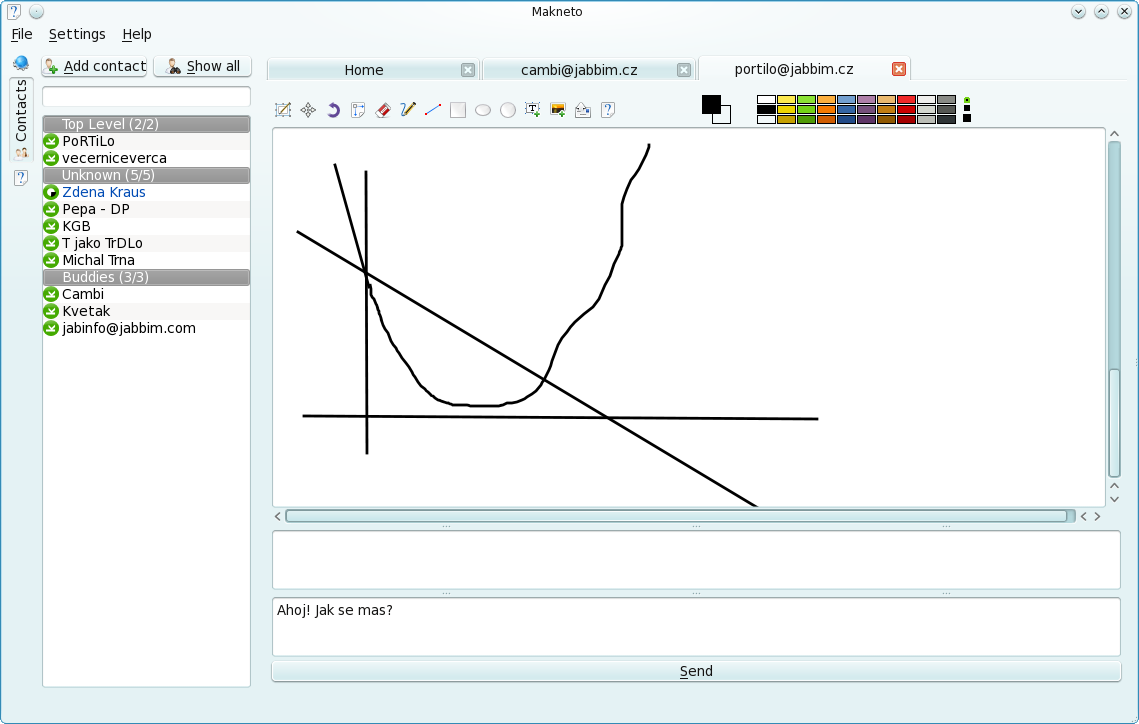 Makneto
File Settings Help
Add contact Show all
Contacts
Top Level (2/2)
PoRTiLo
vecerniceverca
Unknown (5/5)
Zdena Kraus
Pepa - DP
KGB
T jako TrDLo
Michal Trna
Buddies (3/3)
Cambi
Kvetak
jabinfo@jabbim.com
Home cambi@jabbim.cz portilo@jabbim.cz
Ahoj! Jak se mas?
Send